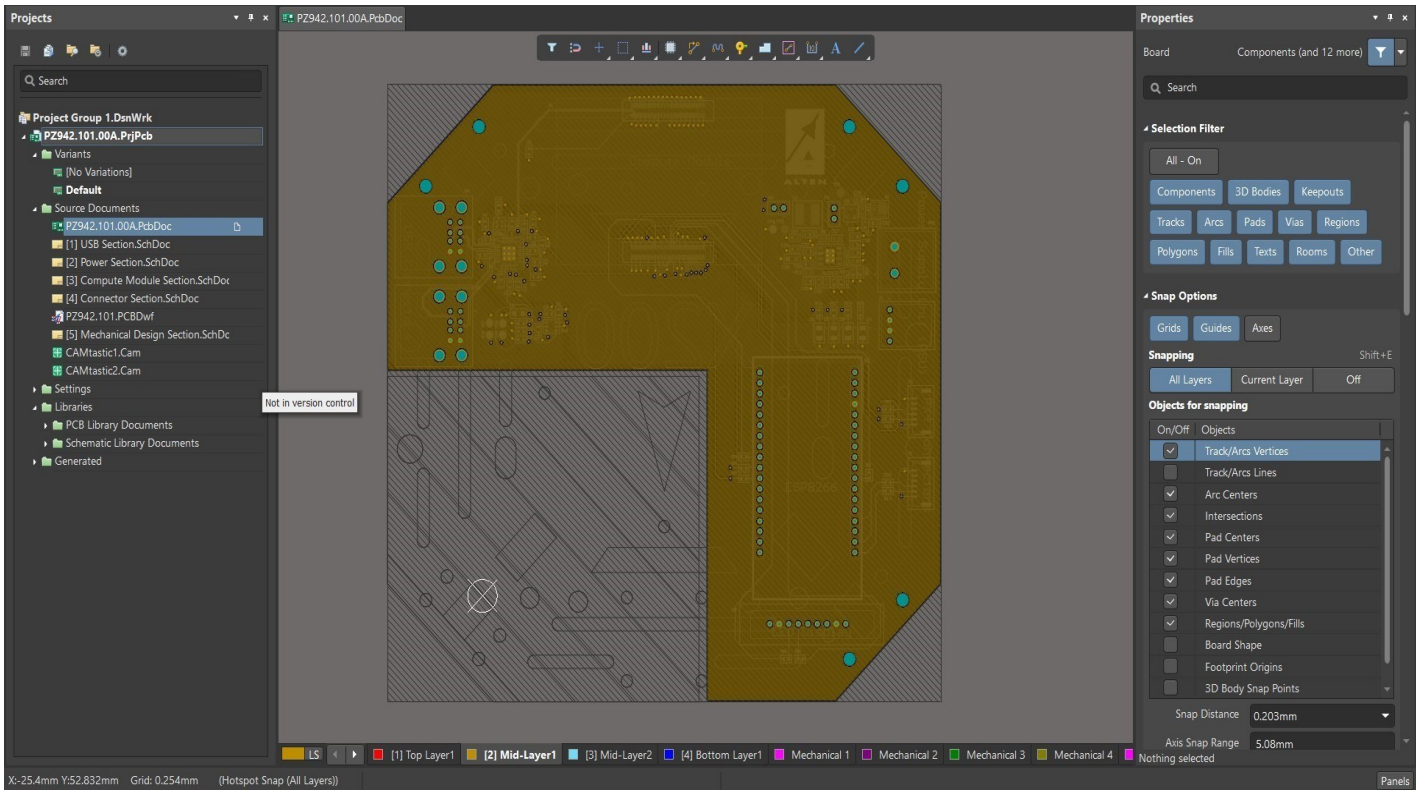 Projects
PZ942.101.00A.PcbDoc
Properties
Board
Components (and 12 more)
Search
Search
Project Group 1.DsnWrk
PZ942.101.00A.PrjPcb
Variants
[No Variations]
Default
Source Documents
PZ942.101.00A.PcbDoc
[1] USB Section.SchDoc
[2] Power Section.SchDoc
[3] Compute Module Section.SchDoc
[4] Connector Section.SchDoc
PZ942.101.PCBDwf
[5] Mechanical Design Section.SchDc
CAMtastic1.Cam
CAMtastic2.Cam
Settings
Libraries
PCB Library Documents
Schematic Library Documents
Generated
Not in version control
ALTEN
ESP8266
Selection Filter
All - On
Components 3D Bodies Keepouts
Tracks Arcs Pads Vias Regions
Polygons Fills Texts Rooms Other
Snap Options
Grids Guides Axes
Snapping Shift+E
All Layers Current Layer Off
Objects for snapping
On/Off Objects
Track/Arcs Vertices
Track/Arcs Lines
Arc Centers
Intersections
Pad Centers
Pad Vertices
Pad Edges
Via Centers
Regions/Polygons/Fills
Board Shape
Footprint Origins
3D Body Snap Points
Snap Distance 0.203mm
Axis Snap Range 5.08mm
LS [1] Top Layer1 [2] Mid-Layer1 [3] Mid-Layer2 [4] Bottom Layer1 Mechanical 1 Mechanical 2 Mechanical 3 Mechanical 4
Nothing selected
X:-25.4mm Y:52.832mm Grid: 0.254mm (Hotspot Snap (All Layers))
Panels